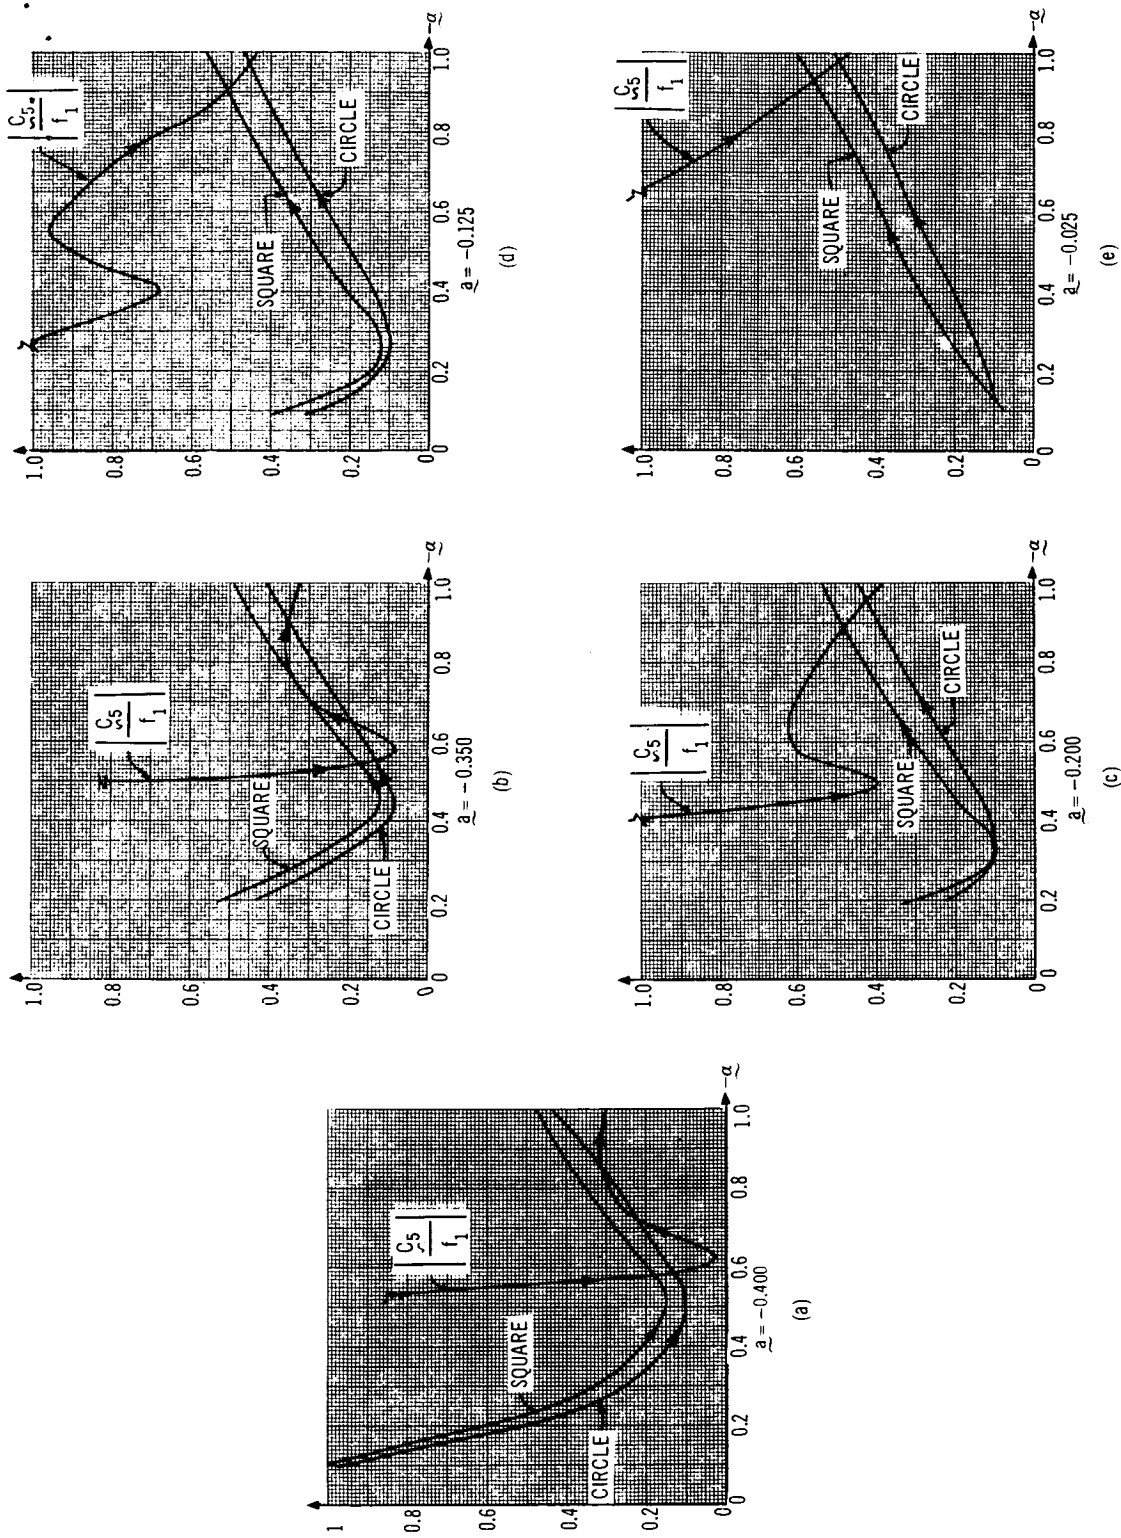 1
0.8
0.6
0.4
0.2
0
0.2
0.4
0.6
0.8
1.0
-α
SQUARE
CIRCLE
|C5/f1|
a = -0.400
(a)
1.0
0.8
0.6
0.4
0.2
0
0
0.2
0.4
0.6
0.8
1.0
-α
|C5/f1|
SQUARE
CIRCLE
a = -0.350
(b)
1.0
0.8
0.6
0.4
0.2
0
0
0.2
0.4
0.6
0.8
1.0
-α
|C5/f1|
SQUARE
CIRCLE
a = -0.200
(c)
1.0
0.8
0.6
0.4
0.2
0
0
0.2
0.4
0.6
0.8
1.0
-α
|C5/f1|
SQUARE
CIRCLE
a = -0.125
(d)
1.0
0.8
0.6
0.4
0.2
0
0
0.2
0.4
0.6
0.8
1.0
-α
|C5/f1|
SQUARE
CIRCLE
a = -0.025
(e)